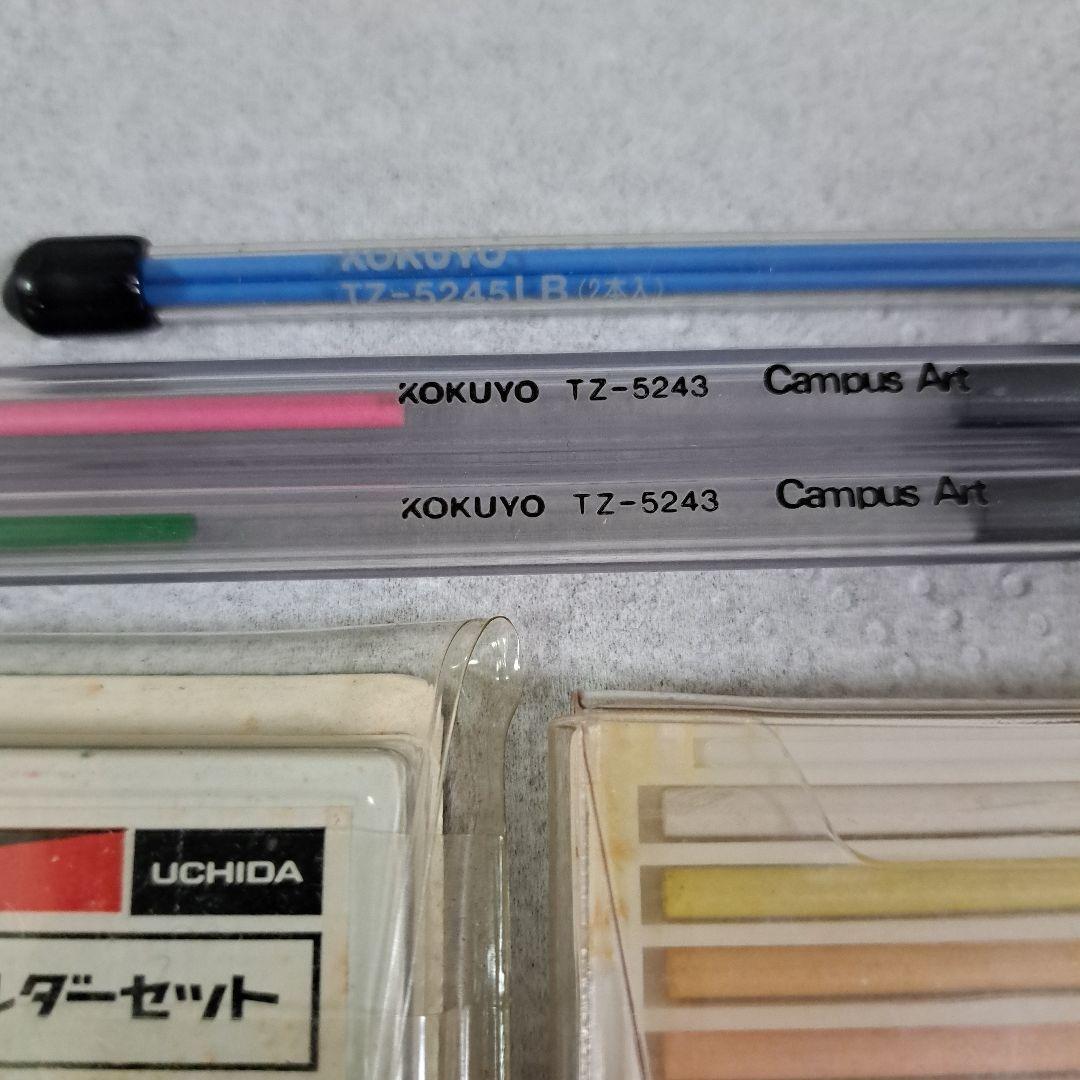 KOKUYO
TZ-5245LB(2本入)
KOKUYO TZ-5243 Campus Art
KOKUYO TZ-5243 Campus Art
UCHIDA
ルダーセット